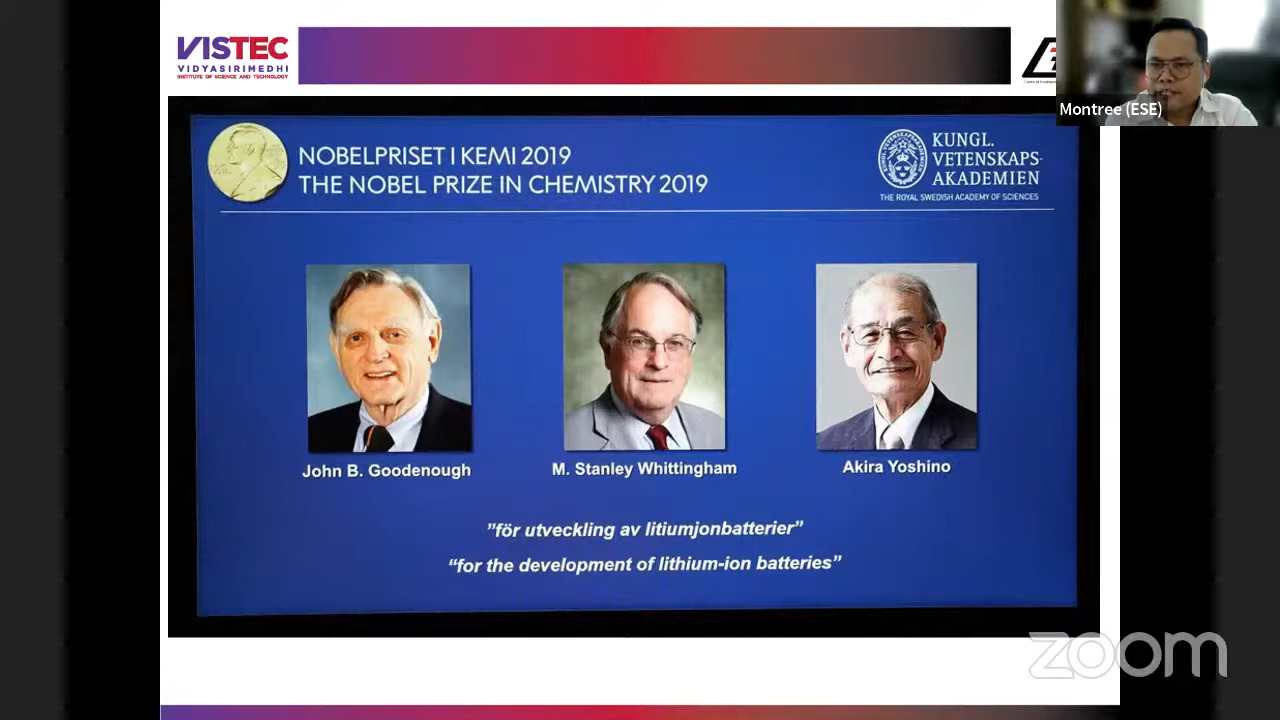 VISTEC
VIDYASIRIMEDHI
INSTITUTE OF SCIENCE AND TECHNOLOGY
Montree (ESE)
NOBELPRISET I KEMI 2019
THE NOBEL PRIZE IN CHEMISTRY 2019
KUNGL.
VETENSKAPS-
AKADEMIEN
THE ROYAL SWEDISH ACADEMY OF SCIENCES
John B. Goodenough
M. Stanley Whittingham
Akira Yoshino
”för utveckling av litiumjonbatterier”
“for the development of lithium-ion batteries”
zoom